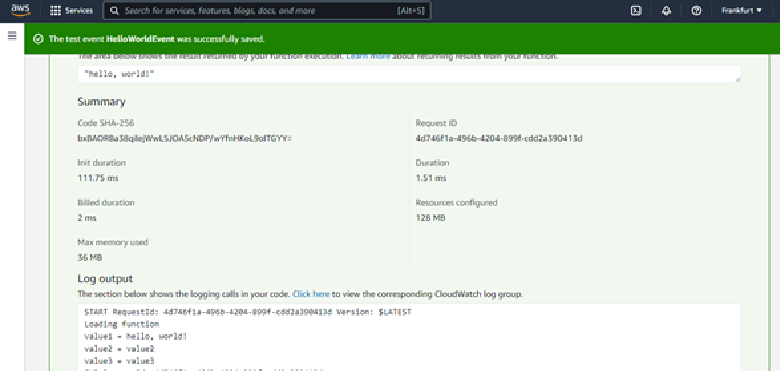 aws
Services
Search for services, features, blogs, docs, and more
[Alt+S]
Frankfurt
The test event HelloWorldEvent was successfully saved.
The area below shows the result returned by your function execution. Learn more about returning results from your function.
"hello, world!"
Summary
Code SHA-256
Request ID
4d746f1a-496b-4204-899f-cdd2a390413d
Init duration
Duration
111.75 ms
1.51 ms
Billed duration
Resources configured
2 ms
128 MB
Max memory used
36 MB
Log output
The section below shows the logging calls in your code. Click here to view the corresponding CloudWatch log group.
START RequestId: 4d746f1a-496b-4204-899f-cdd2a390413d Version: $LATEST
Loading function
value1 = hello, world!
value2 = value2
value3 = value3